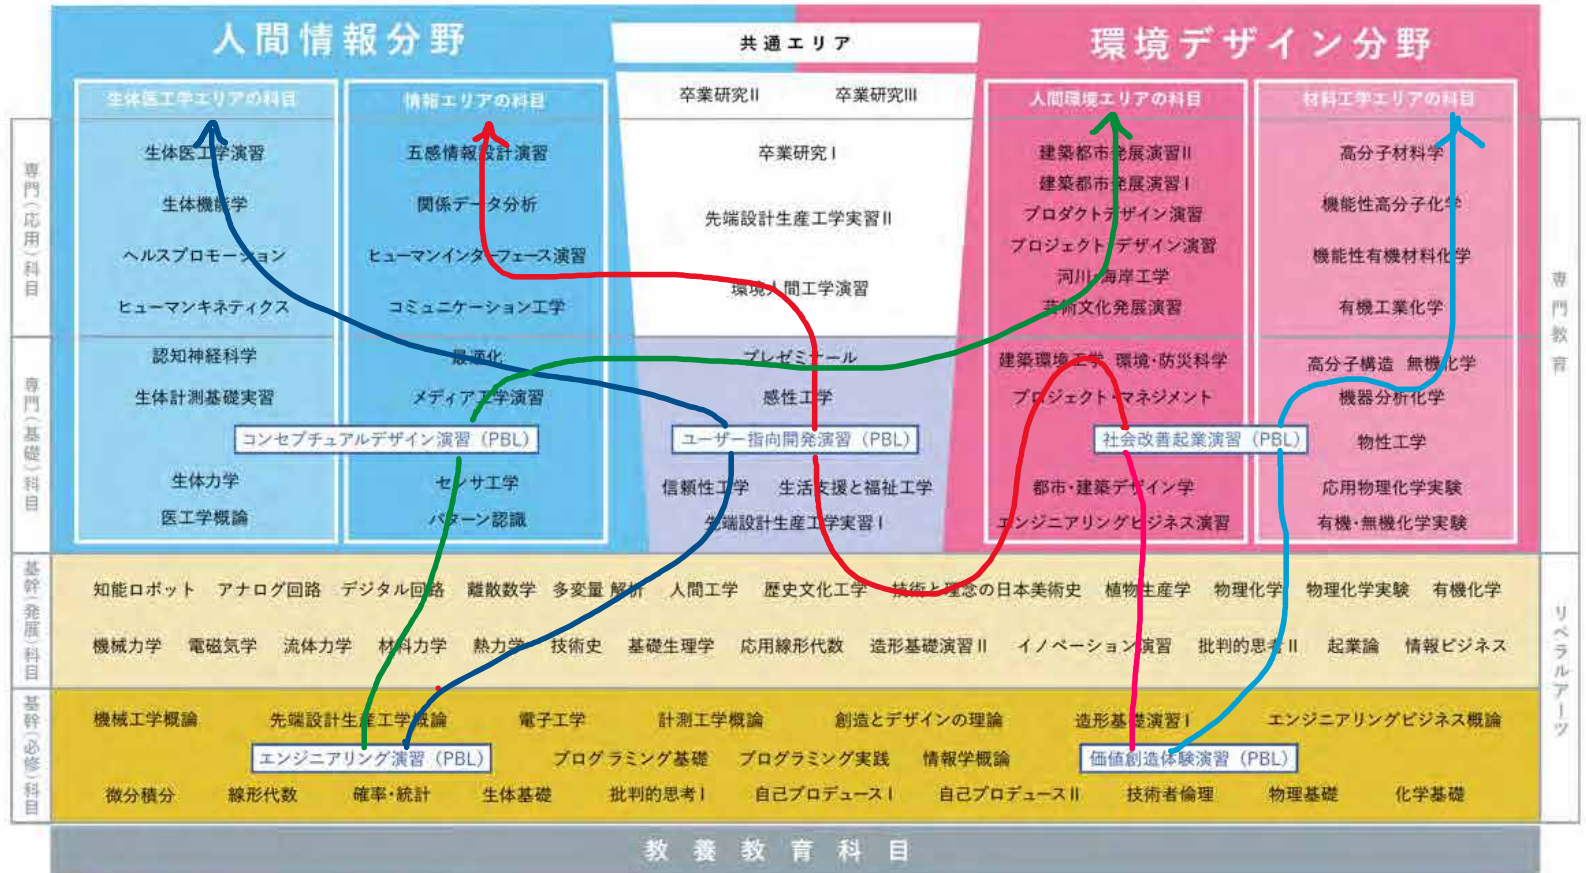 人間情報分野
共通エリア
環境デザイン分野
生体医工学エリアの科目
情報エリアの科目
卒業研究II 卒業研究III
人間環境エリアの科目
材料工学エリアの科目
専門(応用)科目
生体医工学演習
生体機能学
ヘルスプロモーション
ヒューマンキネティクス
五感情報設計演習
関係データ分析
ヒューマンインターフェース演習
コミュニケーション工学
卒業研究I
先端設計生産工学実習II
環境人間工学演習
建築都市発展演習II
建築都市発展演習I
プロダクトデザイン演習
プロジェクト・デザイン演習
河川・海岸工学
芸術文化発展演習
高分子材料学
機能性高分子化学
機能性有機材料化学
有機工業化学
専門教育
専門(基礎)科目
認知神経科学
生体計測基礎実習
最適化
メディア工学演習
コンセプチュアルデザイン演習(PBL)
生体力学
医工学概論
センサ工学
パターン認識
プレゼミナール
感性工学
ユーザー指向開発演習(PBL)
信頼性工学 生活支援と福祉工学
先端設計生産工学実習I
建築環境工学 環境・防災科学
プロジェクト・マネジメント
社会改善起業演習(PBL)
都市・建築デザイン学
エンジニアリングビジネス演習
高分子構造 無機化学
機器分析化学
物性工学
応用物理化学実験
有機・無機化学実験
基幹(発展)科目
知能ロボット アナログ回路 デジタル回路 離散数学 多変量解析 人間工学 歴史文化工学 技術と理念の日本美術史 植物生産学 物理化学 物理化学実験 有機化学
機械力学 電磁気学 流体力学 材料力学 熱力学 技術史 基礎生理学 応用線形代数 造形基礎演習II イノベーション演習 批判的思考II 起業論 情報ビジネス
リベラルアーツ
基幹(必修)科目
機械工学概論 先端設計生産工学概論 電子工学 計測工学概論 創造とデザインの理論 造形基礎演習I エンジニアリングビジネス概論
エンジニアリング演習(PBL) プログラミング基礎 プログラミング実践 情報学概論 価値創造体験演習(PBL)
微分積分 線形代数 確率・統計 生体基礎 批判的思考I 自己プロデュースI 自己プロデュースII 技術者倫理 物理基礎 化学基礎
教養教育科目